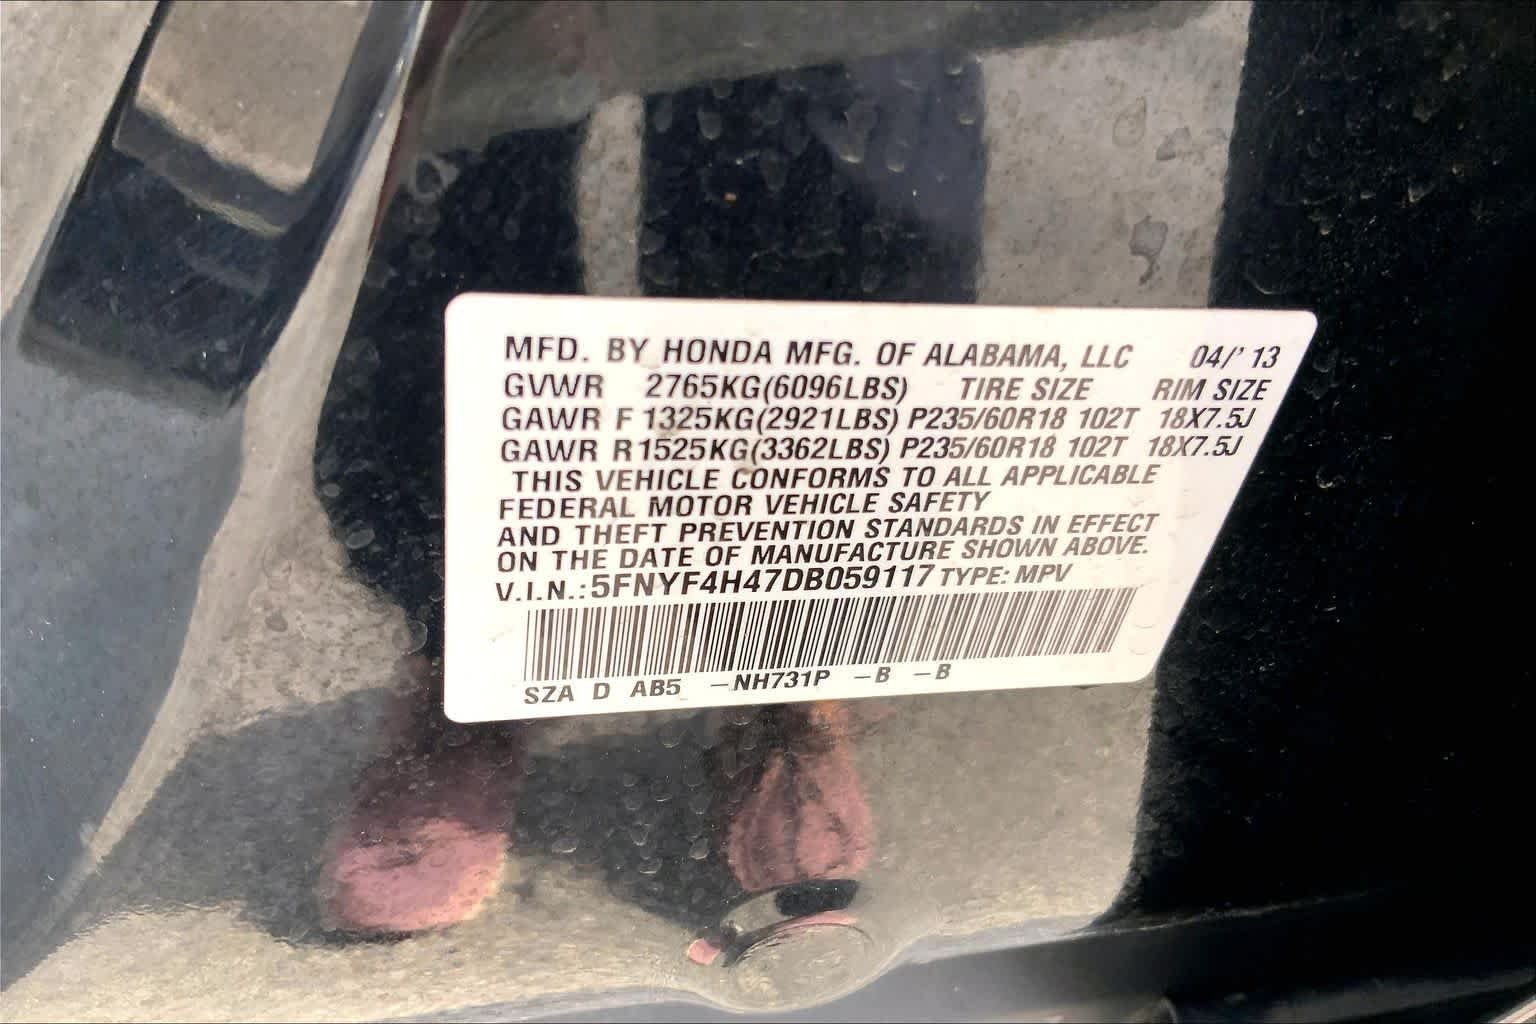 MFD. BY HONDA MFG. OF ALABAMA, LLC 04/' 13
GVWR 2765KG(6096LBS) TIRE SIZE RIM SIZE
GAWR F 1325KG(2921LBS) P235/60R18 102T 18X7.5J
GAWR R 1525KG(3362LBS) P235/60R18 102T 18X7.5J
THIS VEHICLE CONFORMS TO ALL APPLICABLE
FEDERAL MOTOR VEHICLE SAFETY
AND THEFT PREVENTION STANDARDS IN EFFECT
ON THE DATE OF MANUFACTURE SHOWN ABOVE.
V.I.N.: 5FNYF4H47DB059117 TYPE: MPV
SZA D AB5 –NH731P –B –B